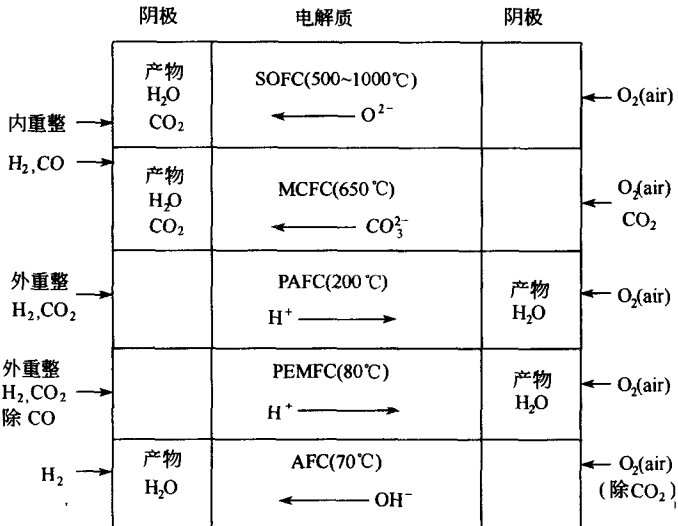 阴极 电解质 阴极
产物
H₂O
CO₂
SOFC(500~1000℃)
O²⁻
O₂(air)
内重整
H₂,CO
产物
H₂O
CO₂
MCFC(650℃)
CO₃²⁻
O₂(air)
CO₂
外重整
H₂,CO₂
PAFC(200℃)
H⁺
产物
H₂O
O₂(air)
外重整
H₂,CO₂
除 CO
PEMFC(80℃)
H⁺
产物
H₂O
O₂(air)
H₂
产物
H₂O
AFC(70℃)
OH⁻
O₂(air)
(除CO₂)